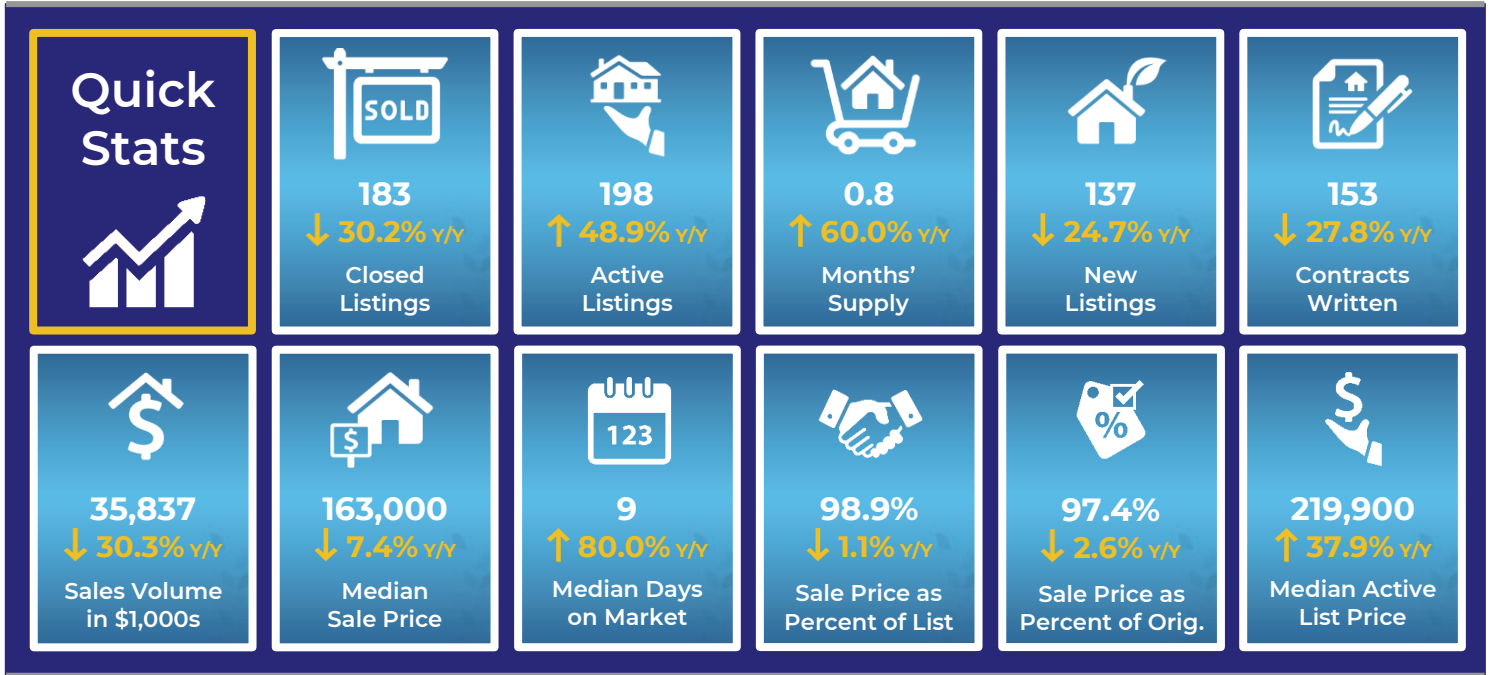 Quick
Stats
SOLD
183
↓ 30.2% Y/Y
Closed
Listings
198
↑ 48.9% Y/Y
Active
Listings
0.8
↑ 60.0% Y/Y
Months’
Supply
137
↓ 24.7% Y/Y
New
Listings
153
↓ 27.8% Y/Y
Contracts
Written
$
35,837
↓ 30.3% Y/Y
Sales Volume
in $1,000s
$
163,000
↓ 7.4% Y/Y
Median
Sale Price
123
9
↑ 80.0% Y/Y
Median Days
on Market
98.9%
↓ 1.1% Y/Y
Sale Price as
Percent of List
%
97.4%
↓ 2.6% Y/Y
Sale Price as
Percent of Orig.
$
219,900
↑ 37.9% Y/Y
Median Active
List Price